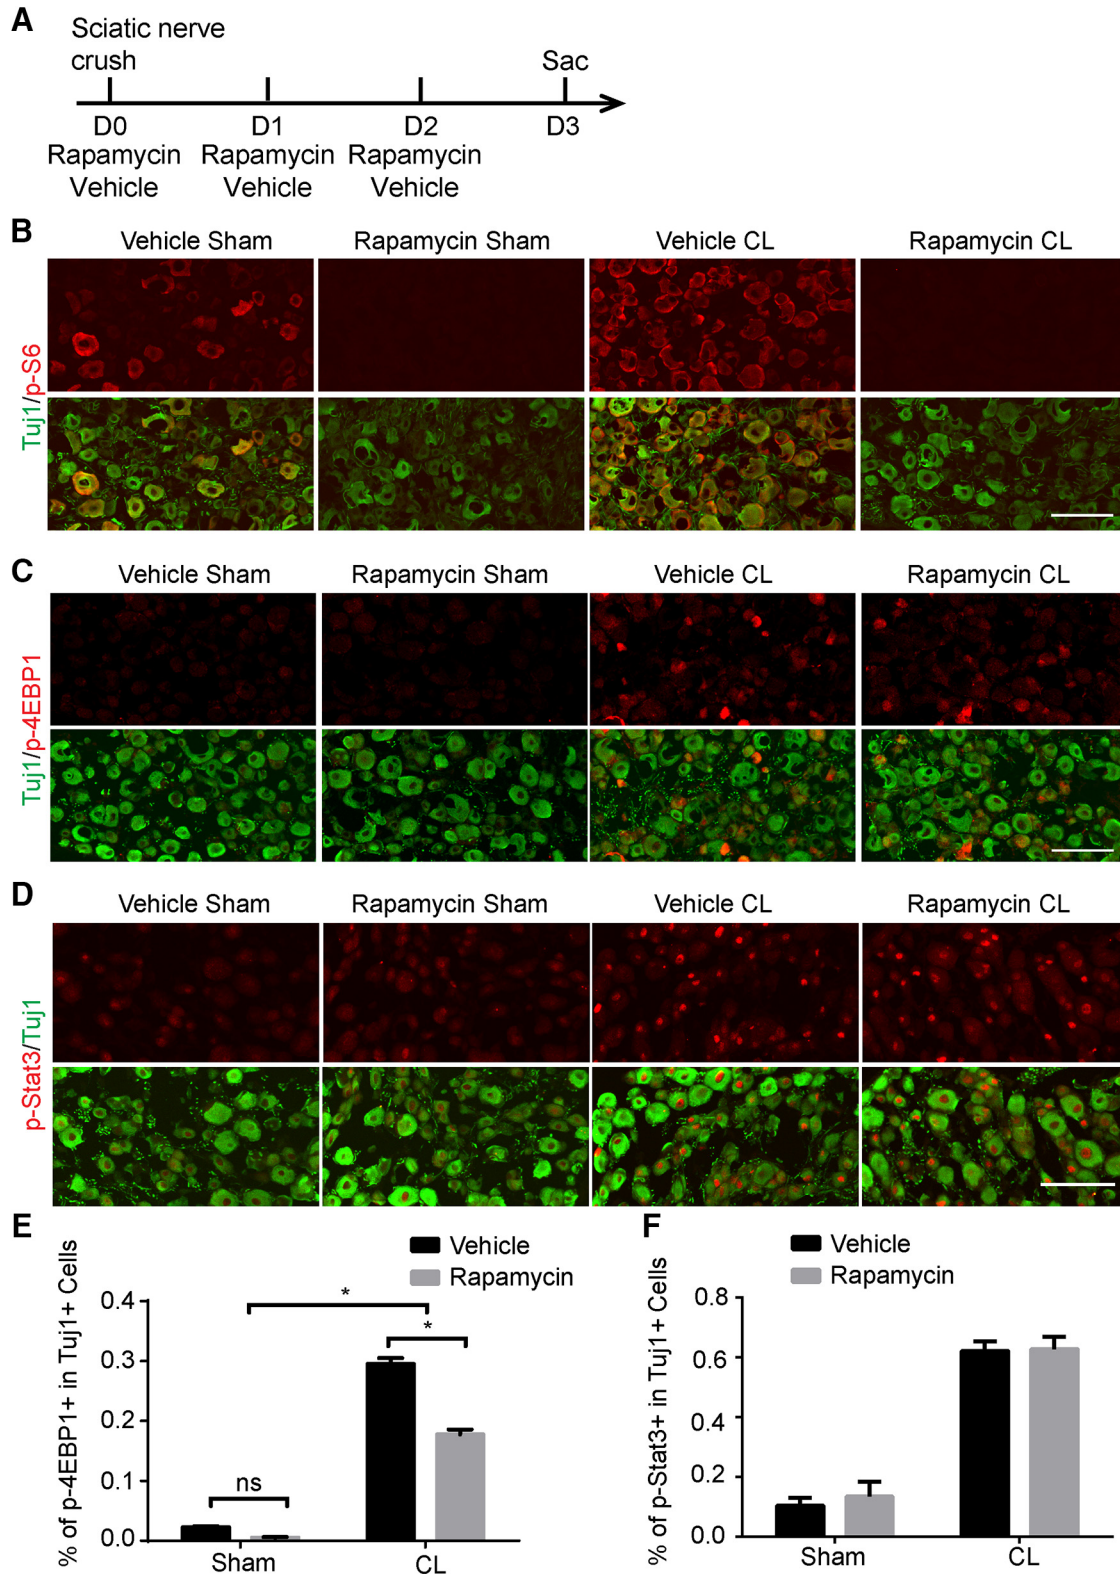 A
Sciatic nerve
crush
Sac
D0
D1
D2
D3
Rapamycin
Rapamycin
Rapamycin
Vehicle
Vehicle
Vehicle
B
Vehicle Sham
Rapamycin Sham
Vehicle CL
Rapamycin CL
Tuj1/p-S6
C
Vehicle Sham
Rapamycin Sham
Vehicle CL
Rapamycin CL
Tuj1/p-4EBP1
D
Vehicle Sham
Rapamycin Sham
Vehicle CL
Rapamycin CL
p-Stat3/Tuj1
E
Vehicle
Rapamycin
% of p-4EBP1+ in Tuj1+ Cells
0.4
0.3
0.2
0.1
0.0
*
*
ns
Sham
CL
F
Vehicle
Rapamycin
% of p-Stat3+ in Tuj1+ Cells
0.8
0.6
0.4
0.2
0.0
Sham
CL